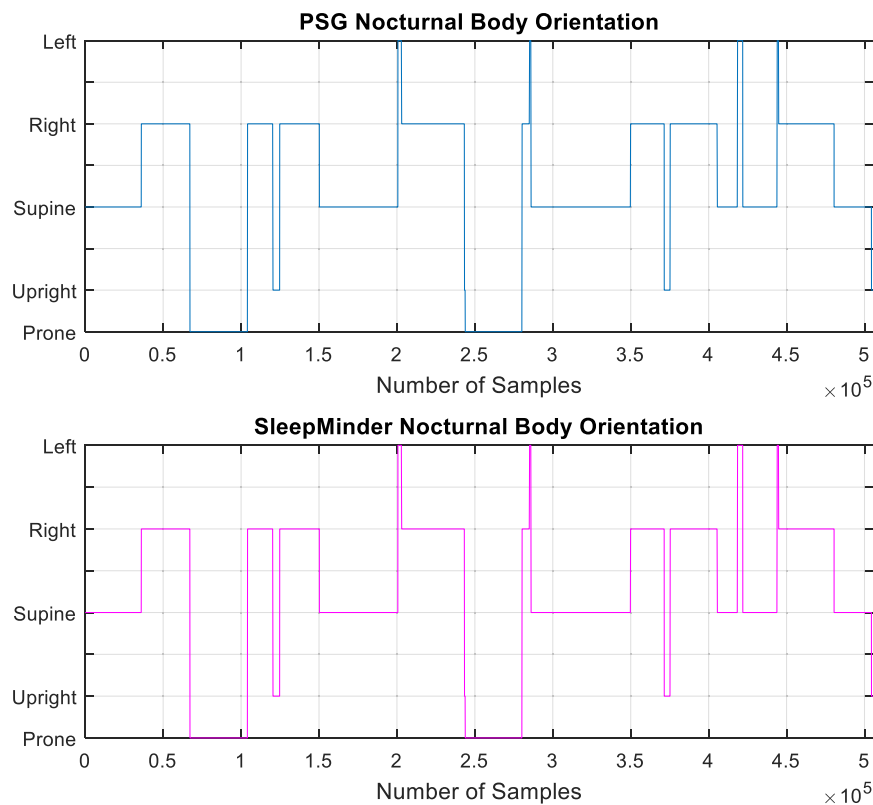 PSG Nocturnal Body Orientation
Left
Right
Supine
Upright
Prone
0 0.5 1 1.5 2 2.5 3 3.5 4 4.5 5
Number of Samples
×10^5
SleepMinder Nocturnal Body Orientation
Left
Right
Supine
Upright
Prone
0 0.5 1 1.5 2 2.5 3 3.5 4 4.5 5
Number of Samples
×10^5